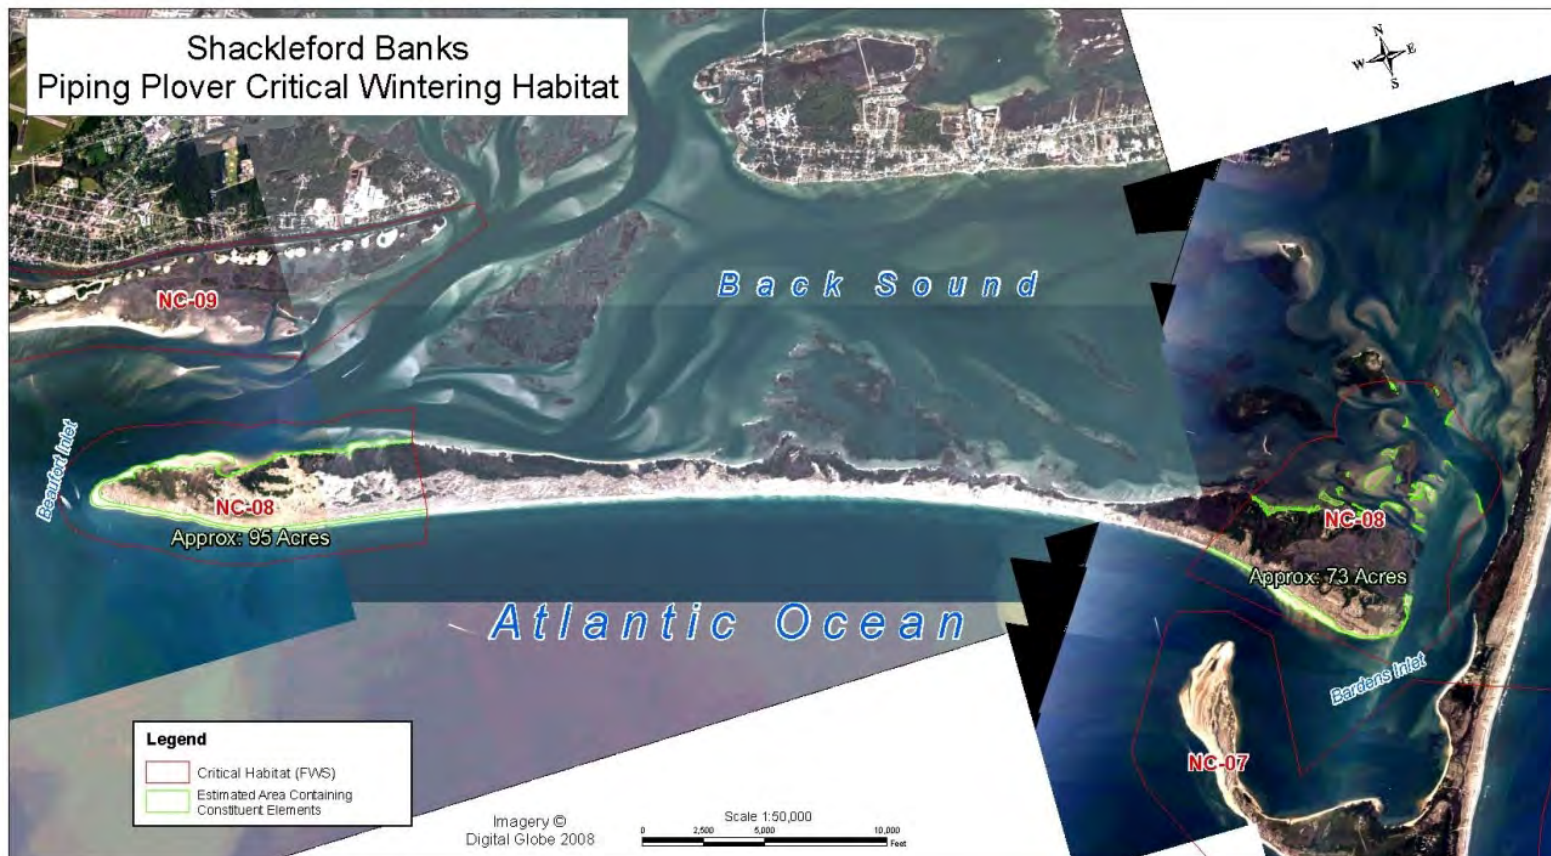 Shackleford Banks
Piping Plover Critical Wintering Habitat
N
W E
S
Back Sound
NC-09
Beaufort Inlet
NC-08
Approx: 95 Acres
NC-08
Approx: 73 Acres
Atlantic Ocean
Bardens Inlet
NC-07
Legend
Critical Habitat (FWS)
Estimated Area Containing
Constituent Elements
Imagery ©
Digital Globe 2008
Scale 1:50,000
0 2,500 5,000 10,000
Feet